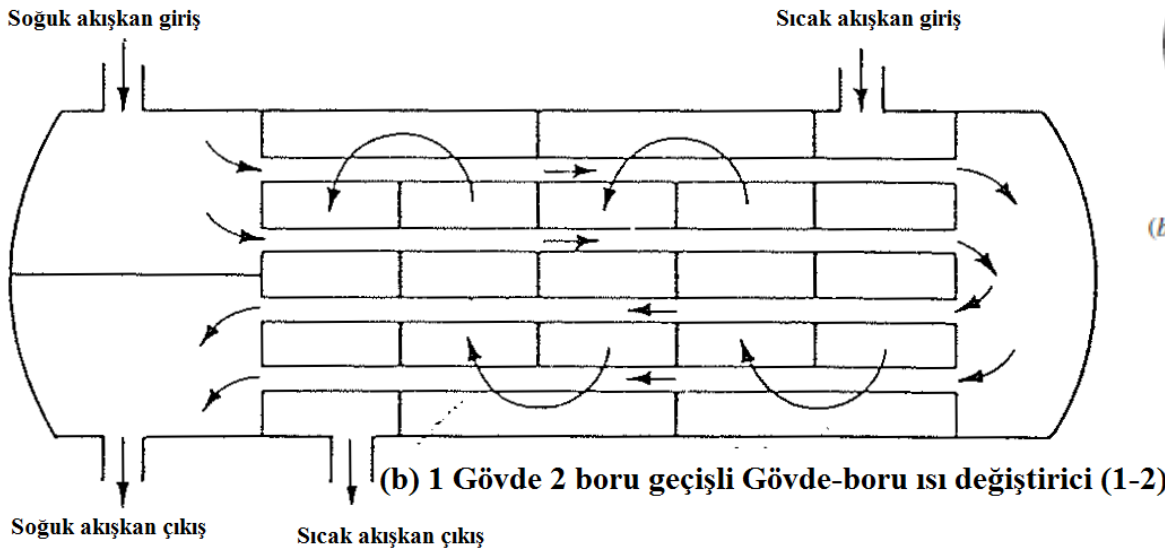 Soğuk akışkan giriş
Sıcak akışkan giriş
(b) 1 Gövde 2 boru geçişli Gövde-boru ısı değiştirici (1-2)
Soğuk akışkan çıkış
Sıcak akışkan çıkış